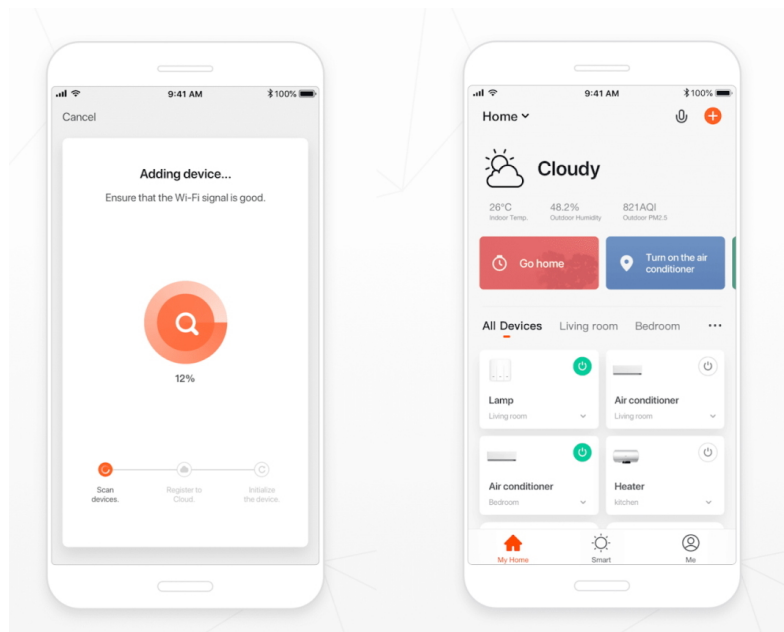 9:41 AM
100%
Cancel
Adding device...
Ensure that the Wi-Fi signal is good.
12%
Scan
devices.
Register to
Cloud.
Initialize
the device.
9:41 AM
100%
Home
Cloudy
26°C
48.2%
821AQI
Indoor Temp.
Outdoor Humidity
Outdoor PM2.5
Go home
Turn on the air
conditioner
All Devices
Living room
Bedroom
Lamp
Living room
Air conditioner
Living room
Air conditioner
Bedroom
Heater
kitchen
My Home
Smart
Me